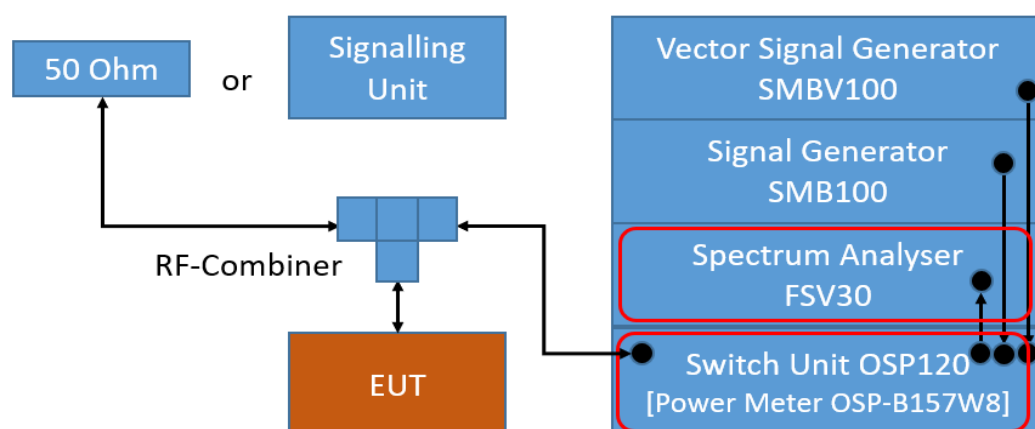 50 Ohm
or
Signalling
Unit
RF-Combiner
EUT
Vector Signal Generator
SMBV100
Signal Generator
SMB100
Spectrum Analyser
FSV30
Switch Unit OSP120
[Power Meter OSP-B157W8]